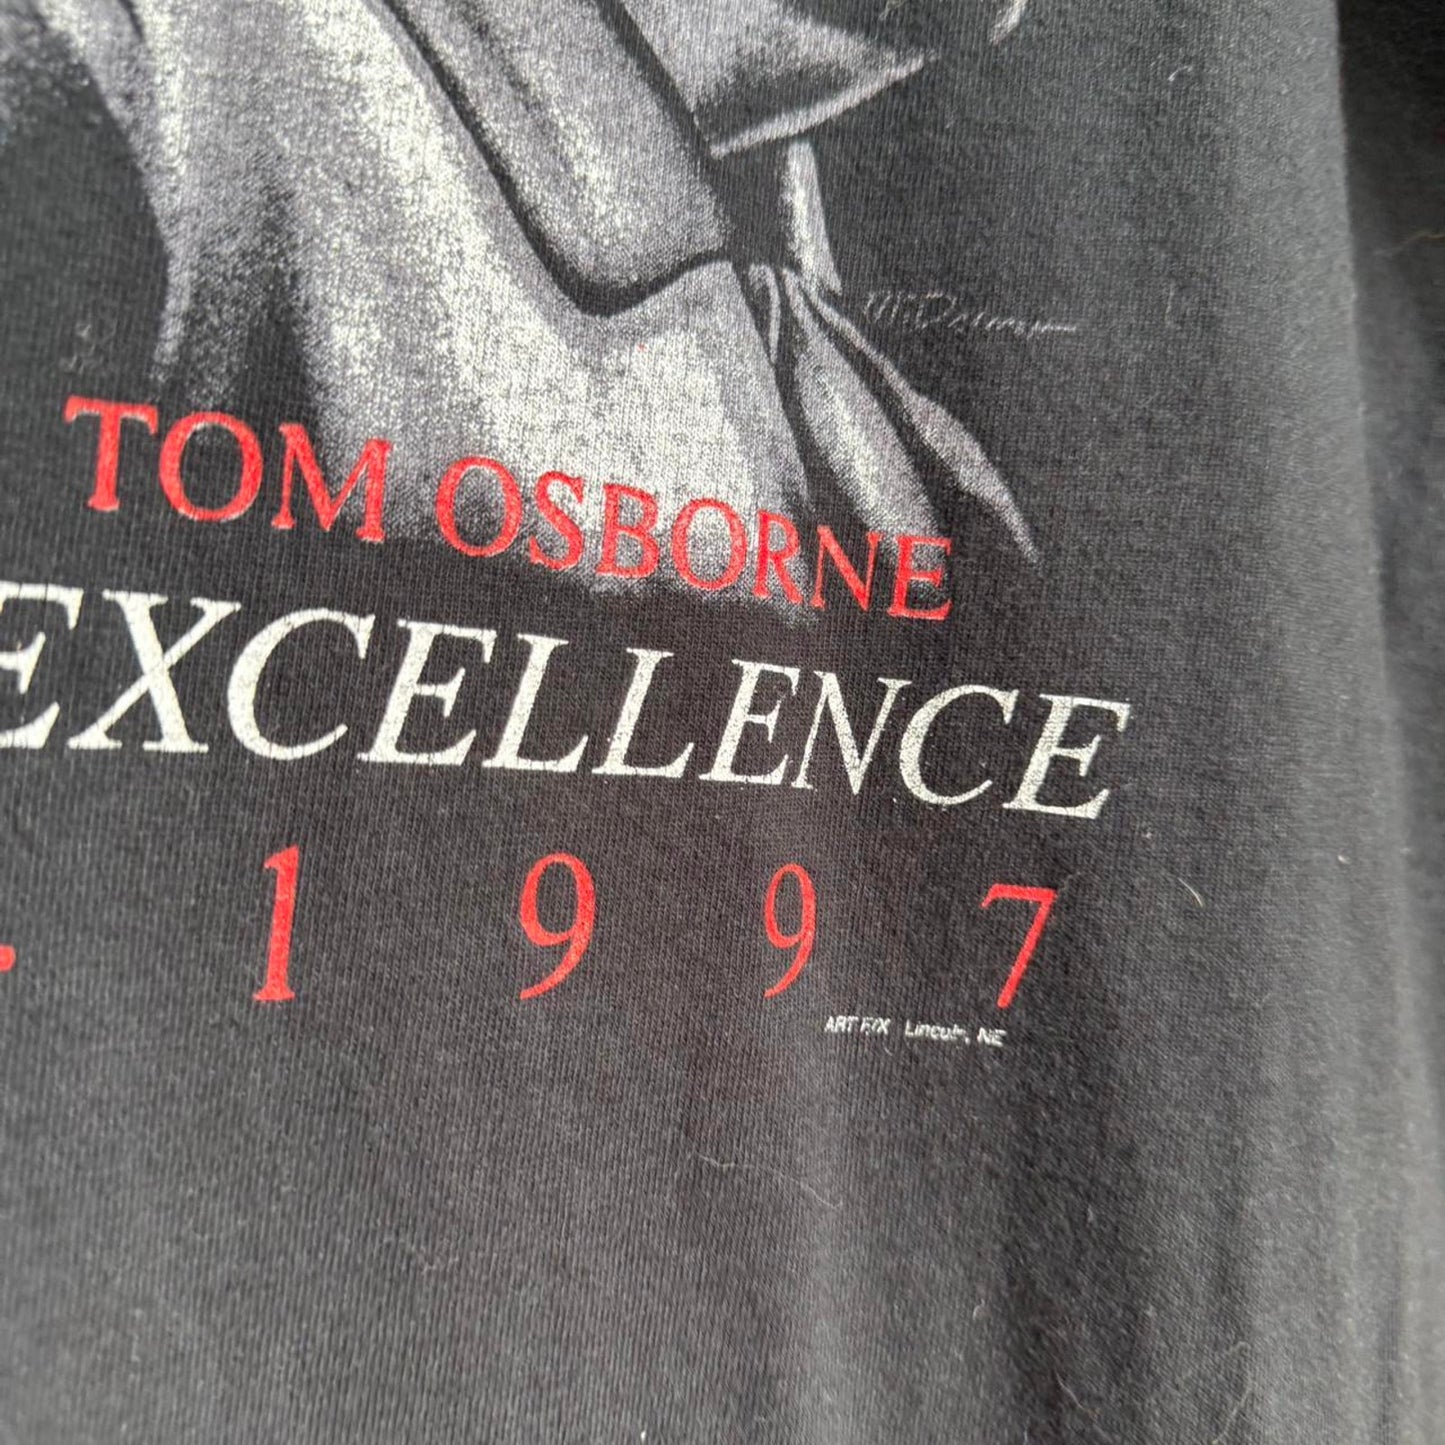 TOM OSBORNE
EXCELLENCE
. 1997
ART F/X Lincoln, NE